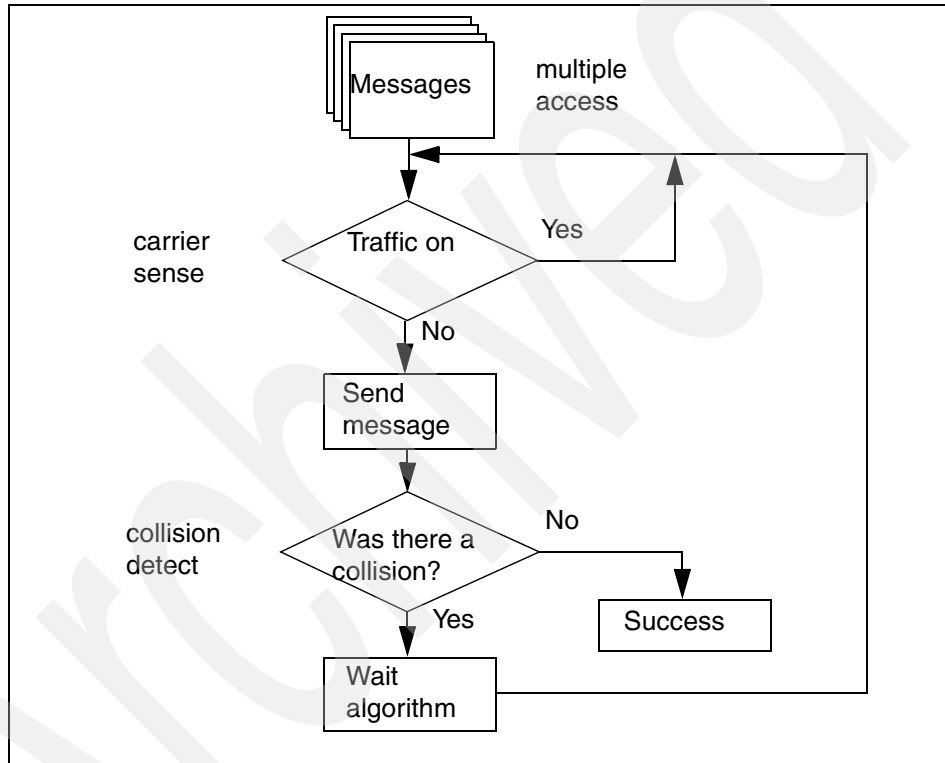 Messages
multiple
access
carrier
sense
Traffic on
Yes
No
Send
message
collision
detect
Was there a
collision?
No
Yes
Success
Wait
algorithm
Archived